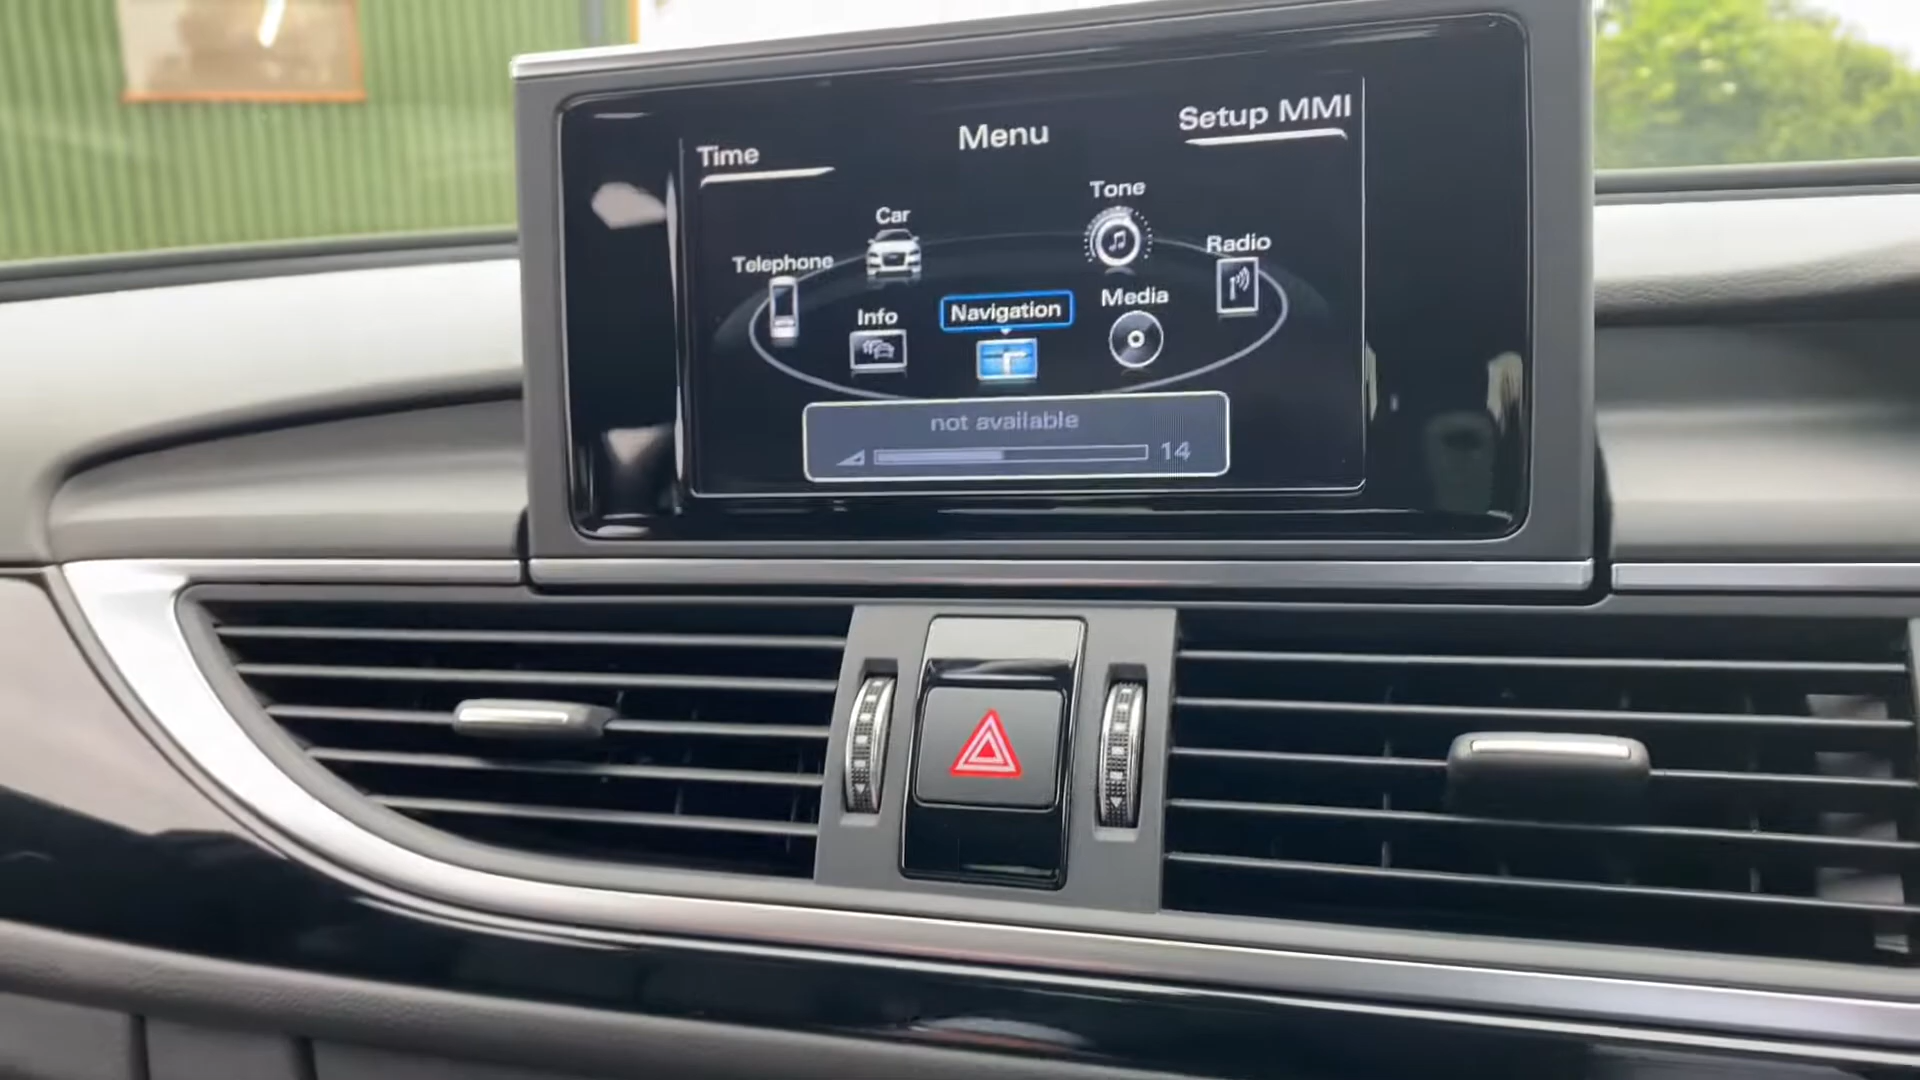 Time
Menu
Setup MMI
Tone
Car
Radio
Telephone
Media
Navigation
Info
not available
14